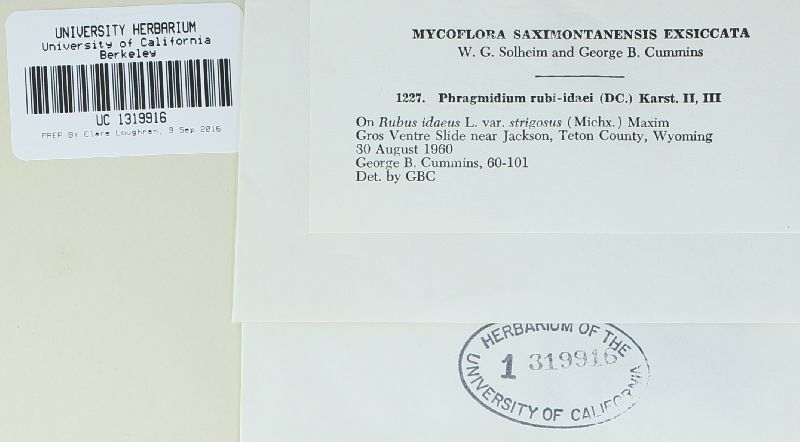 UNIVERSITY HERBARIUM
University of California
Berkeley
UC 1319916
PREP. BY Clare Loughran, 9 Sep 2016
MYCOFLORA SAXIMONTANENSIS EXSICCATA
W. G. Solheim and George B. Cummins
1227. Phragmidium rubi-idaei (DC.) Karst. II, III
On Rubus idaeus L. var. strigosus (Michx.) Maxim
Gros Ventre Slide near Jackson, Teton County, Wyoming
30 August 1960
George B. Cummins, 60-101
Det. by GBC
HERBARIUM OF THE
1 319916
UNIVERSITY OF CALIFORNIA